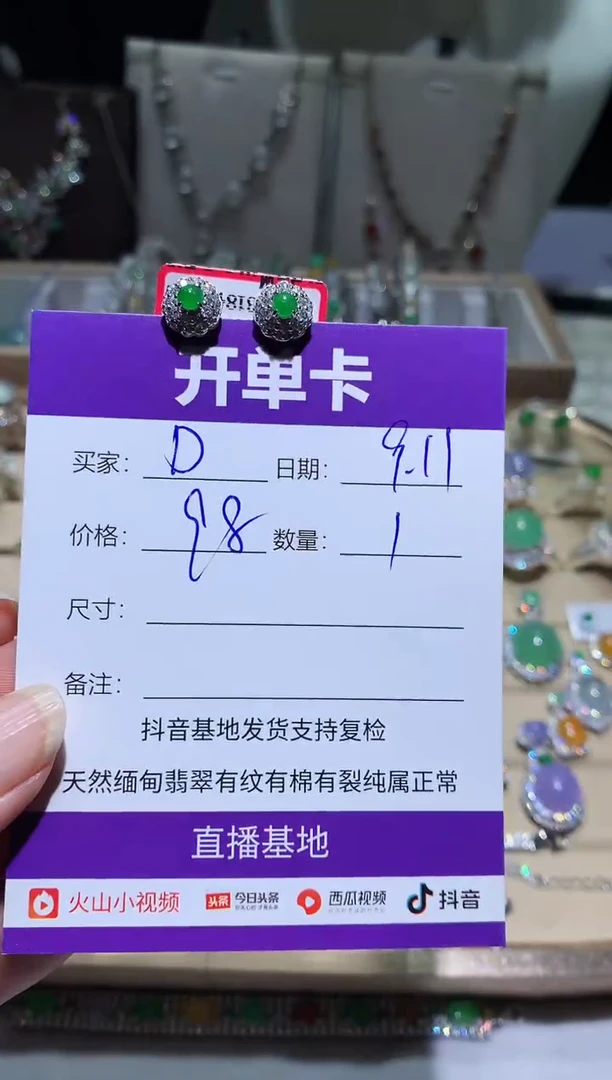 开单卡
买家: D 日期: 9.11
价格: 98 数量: 1
尺寸:
备注:
抖音基地发货支持复检
天然缅甸翡翠有纹有棉有裂纯属正常
直播基地
火山小视频 头条 今日头条 西瓜视频 抖音